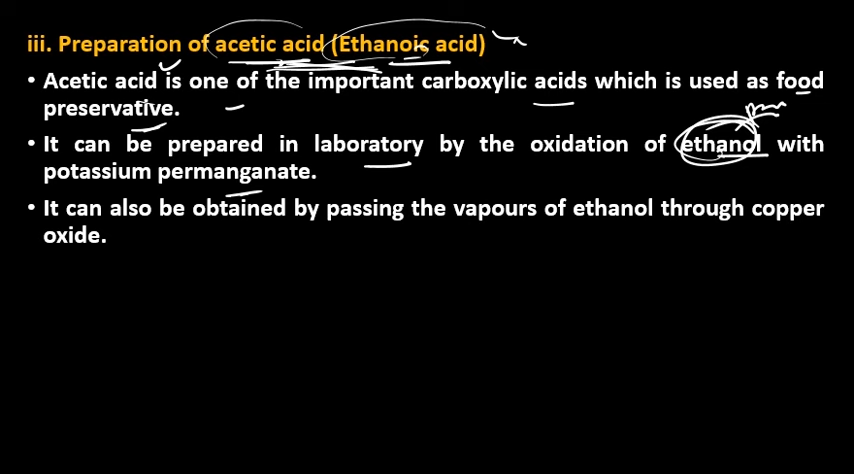 iii. Preparation of acetic acid (Ethanoic acid)
• Acetic acid is one of the important carboxylic acids which is used as food
preservative.
• It can be prepared in laboratory by the oxidation of ethanol with
potassium permanganate.
• It can also be obtained by passing the vapours of ethanol through copper
oxide.